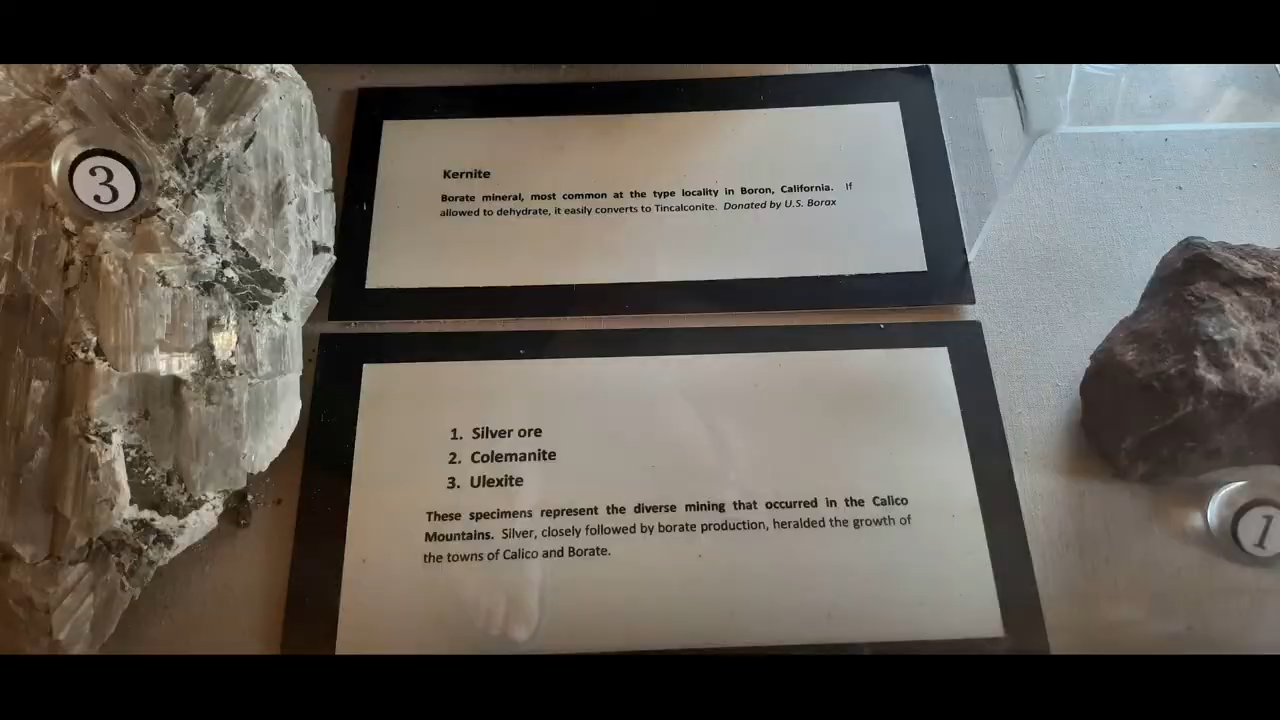 3
Kernite
Borate mineral, most common at the type locality in Boron, California. If
allowed to dehydrate, it easily converts to Tincalconite. Donated by U.S. Borax
1. Silver ore
2. Colemanite
3. Ulexite
These specimens represent the diverse mining that occurred in the Calico
Mountains. Silver, closely followed by borate production, heralded the growth of
the towns of Calico and Borate.
1